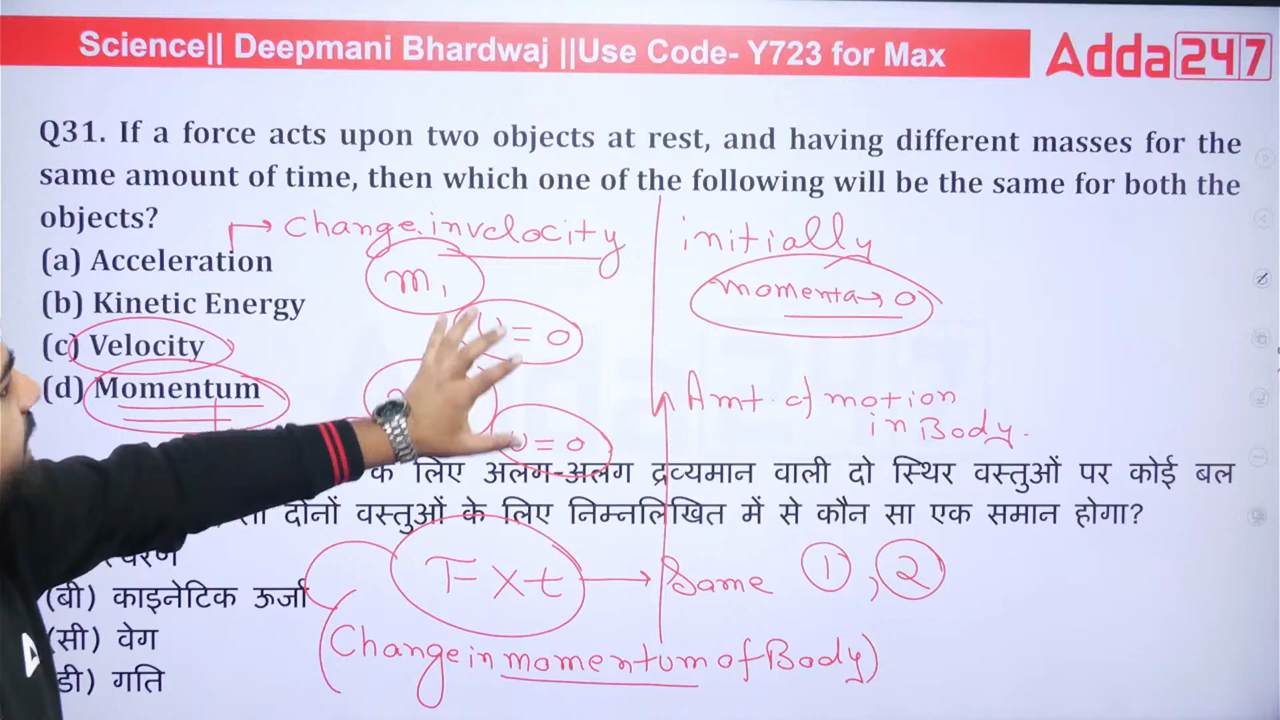 Science|| Deepmani Bhardwaj ||Use Code- Y723 for Max
Adda247
Q31. If a force acts upon two objects at rest, and having different masses for the
same amount of time, then which one of the following will be the same for both the
objects?
Change in velocity
initially
(a) Acceleration
m1
momenta→0
(b) Kinetic Energy
= 0
(c) Velocity
(d) Momentum
Amt. of motion
in Body.
= 0
के लिए अलग-अलग द्रव्यमान वाली दो स्थिर वस्तुओं पर कोई बल
दोनों वस्तुओं के लिए निम्नलिखित में से कौन सा एक समान होगा?
F x t → Same 1, 2
(बी) काइनेटिक ऊर्जा
(सी) वेग
(Change in momentum of Body)
डी) गति